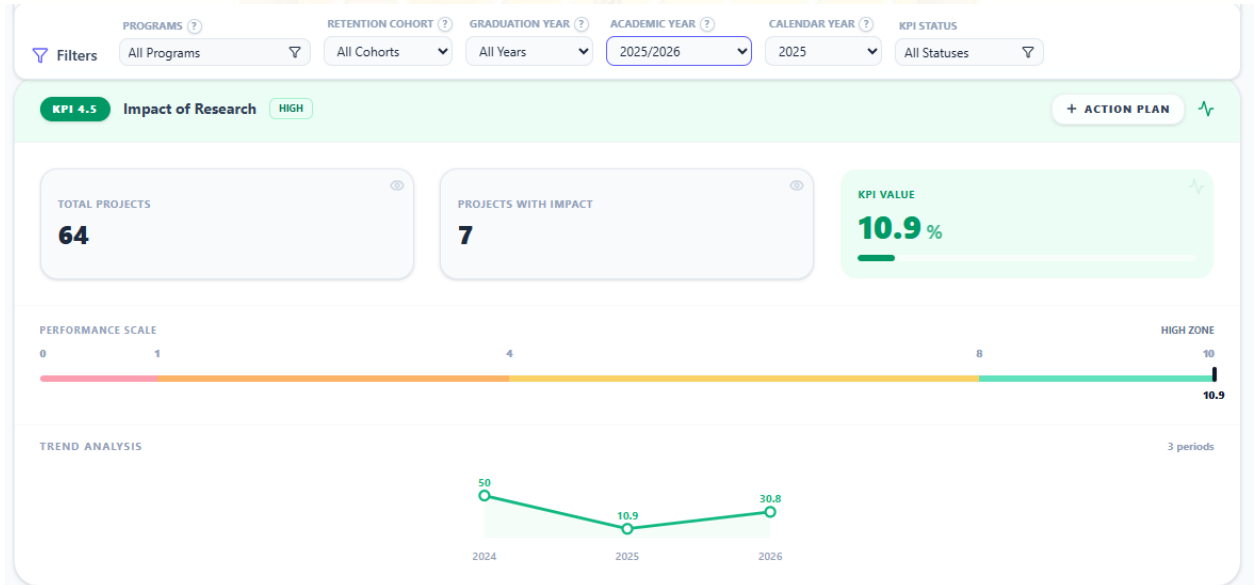 PROGRAMS ?
RETENTION COHORT ?
GRADUATION YEAR ?
ACADEMIC YEAR ?
CALENDAR YEAR ?
KPI STATUS
Filters
All Programs
All Cohorts
All Years
2025/2026
2025
All Statuses
KPI 4.5 Impact of Research HIGH
+ ACTION PLAN
TOTAL PROJECTS
64
PROJECTS WITH IMPACT
7
KPI VALUE
10.9 %
PERFORMANCE SCALE
HIGH ZONE
0 1 4 8 10
10.9
TREND ANALYSIS
3 periods
50
10.9
30.8
2024 2025 2026